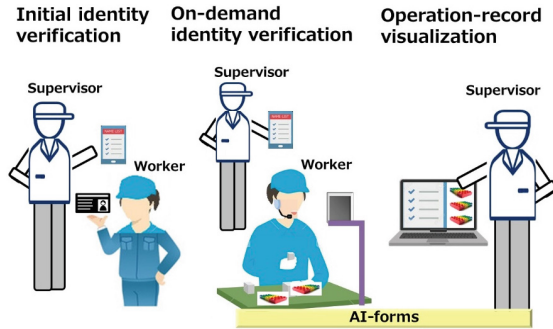 Initial identity
verification
On-demand
identity verification
Operation-record
visualization
Supervisor
Worker
Supervisor
Worker
Supervisor
AI-forms